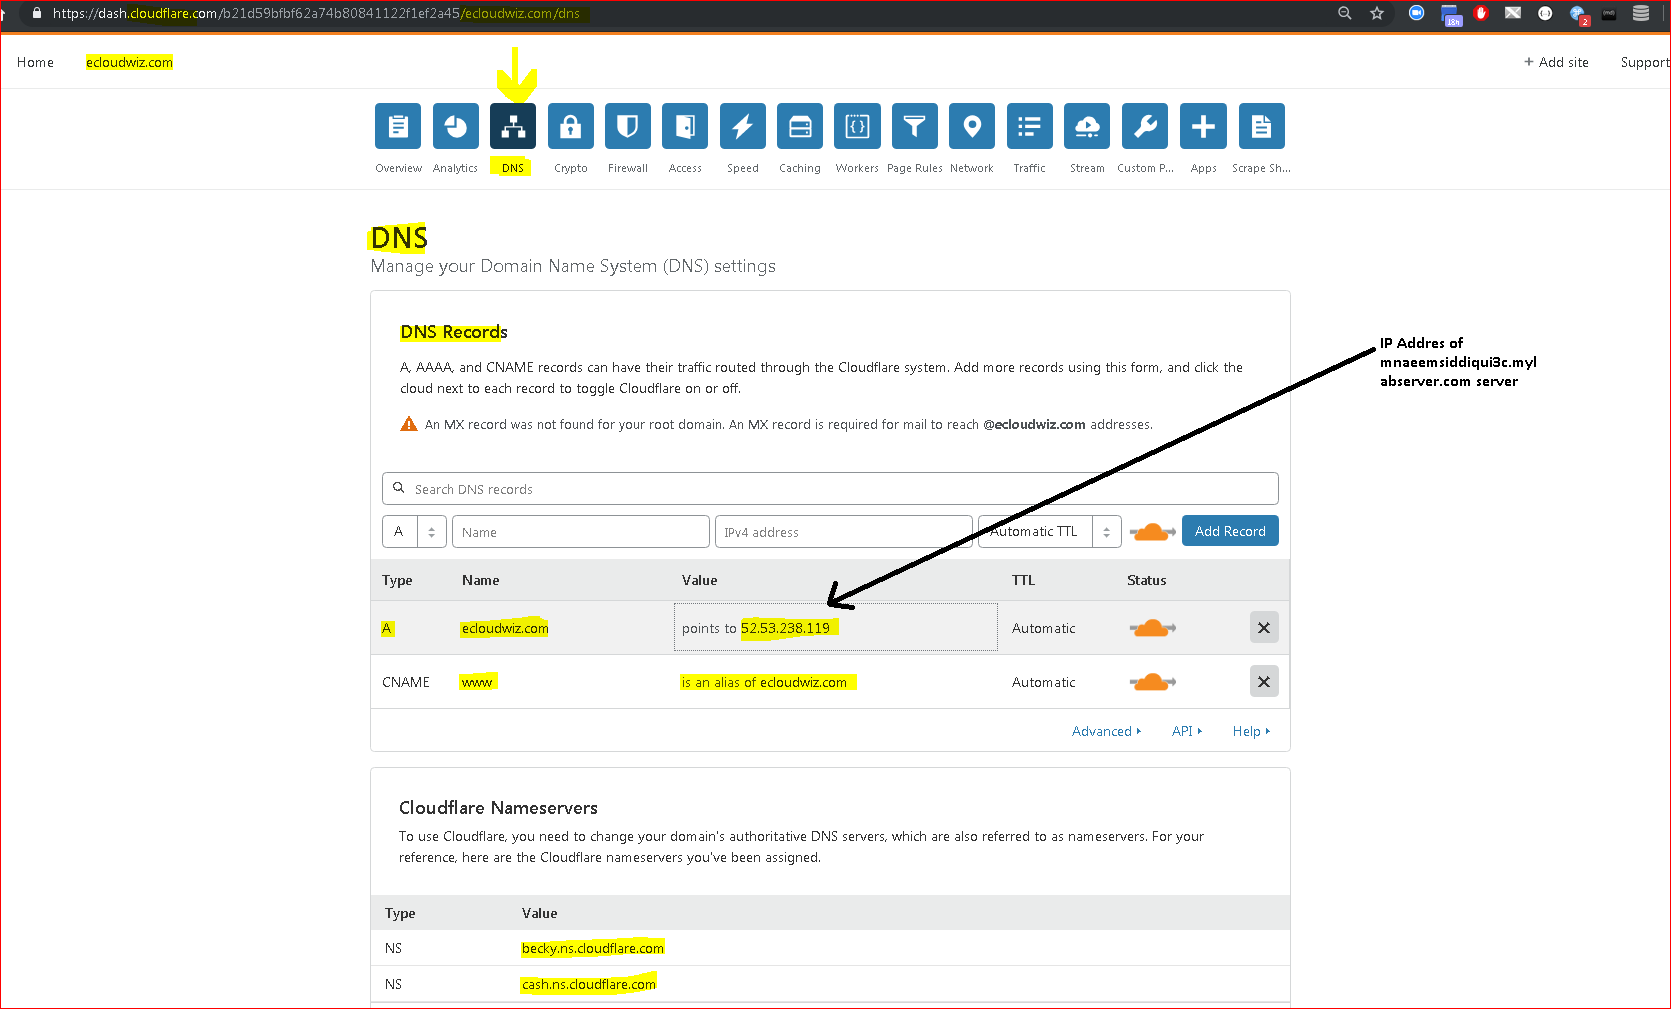 https://dash.cloudflare.com/b21d59bfbf62a74b80841122f1ef2a45/ecloudwiz.com/dns
18h
2
Home ecloudwiz.com + Add site Support
Overview Analytics DNS Crypto Firewall Access Speed Caching Workers Page Rules Network Traffic Stream Custom P... Apps Scrape Sh...
DNS
Manage your Domain Name System (DNS) settings
DNS Records
A, AAAA, and CNAME records can have their traffic routed through the Cloudflare system. Add more records using this form, and click the
cloud next to each record to toggle Cloudflare on or off.
IP Addres of
mnaeemsiddiqui3c.myl
abserver.com server
An MX record was not found for your root domain. An MX record is required for mail to reach @ecloudwiz.com addresses.
Search DNS records
A Name IPv4 address Automatic TTL Add Record
Type Name Value TTL Status
A ecloudwiz.com points to 52.53.238.119 Automatic
CNAME www is an alias of ecloudwiz.com Automatic
Advanced API Help
Cloudflare Nameservers
To use Cloudflare, you need to change your domain's authoritative DNS servers, which are also referred to as nameservers. For your
reference, here are the Cloudflare nameservers you've been assigned.
Type Value
NS becky.ns.cloudflare.com
NS cash.ns.cloudflare.com